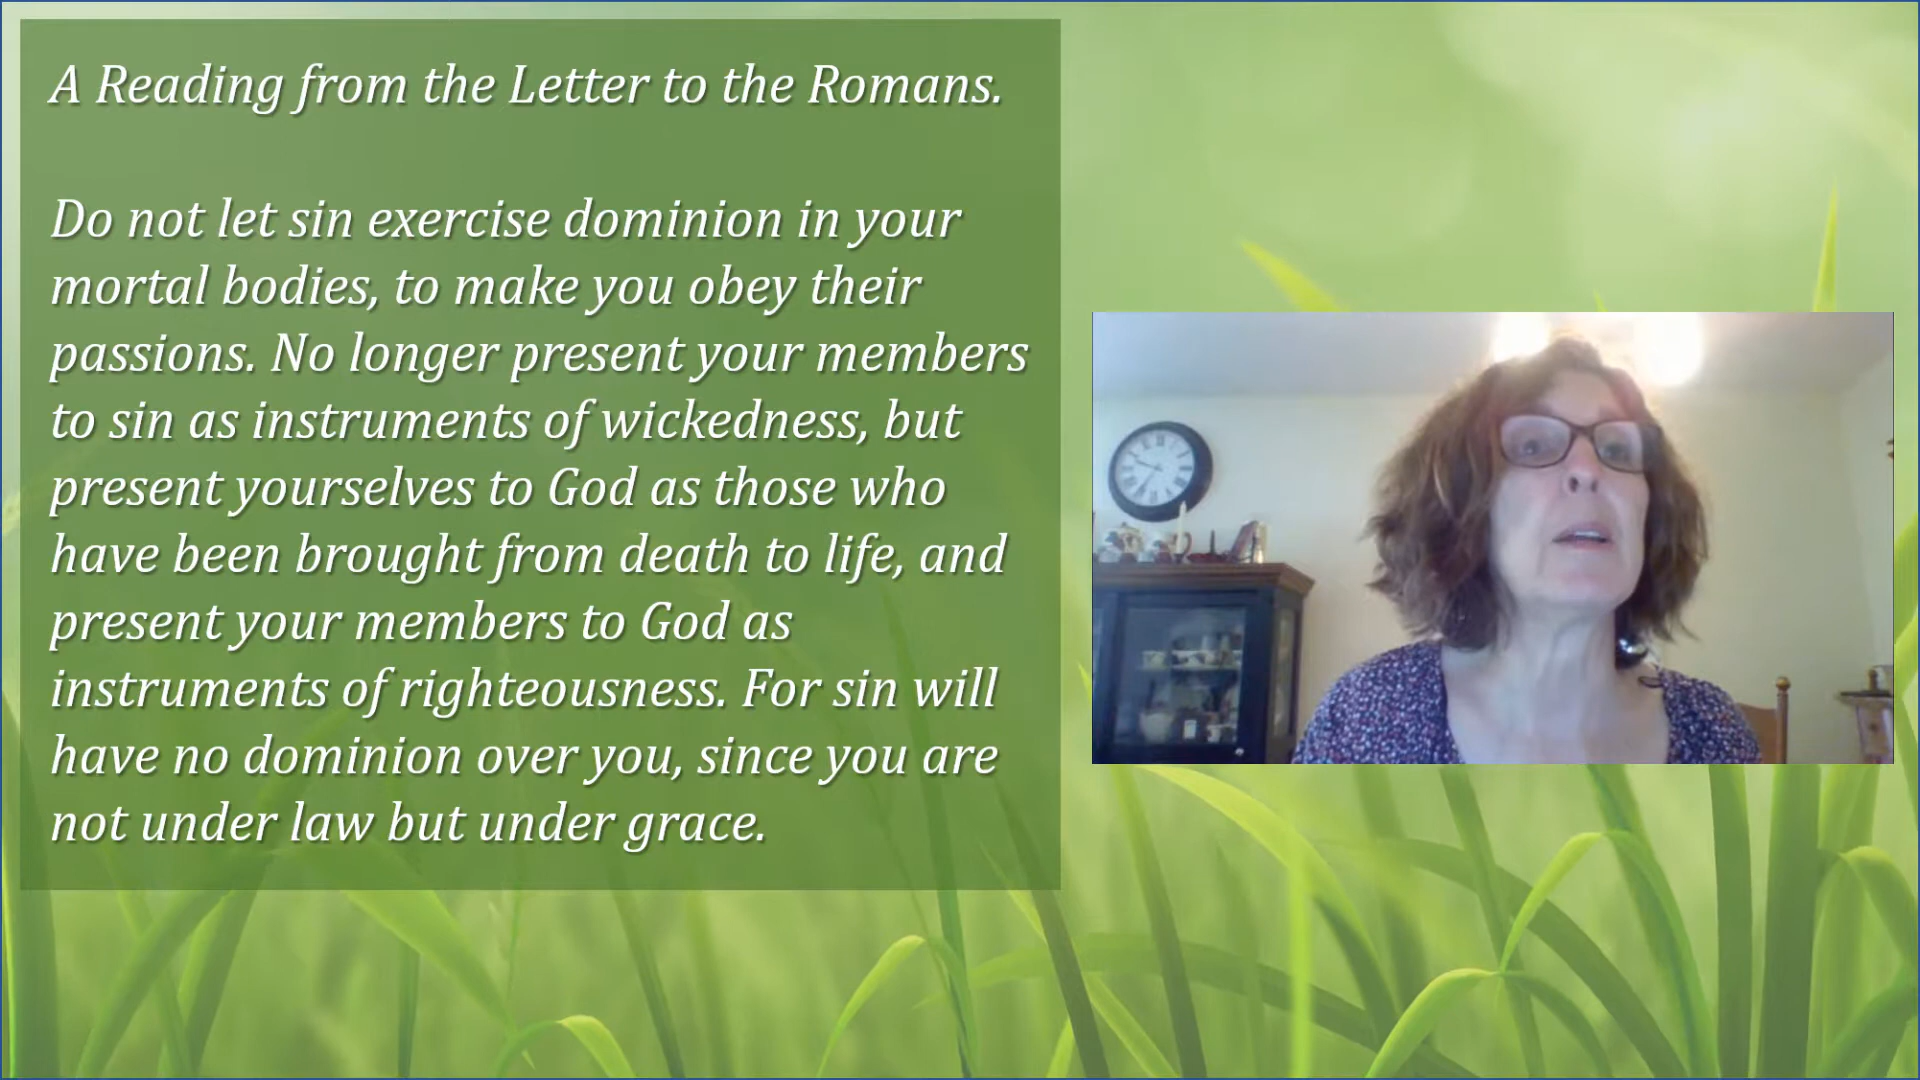 A Reading from the Letter to the Romans.
Do not let sin exercise dominion in your
mortal bodies, to make you obey their
passions. No longer present your members
to sin as instruments of wickedness, but
present yourselves to God as those who
have been brought from death to life, and
present your members to God as
instruments of righteousness. For sin will
have no dominion over you, since you are
not under law but under grace.